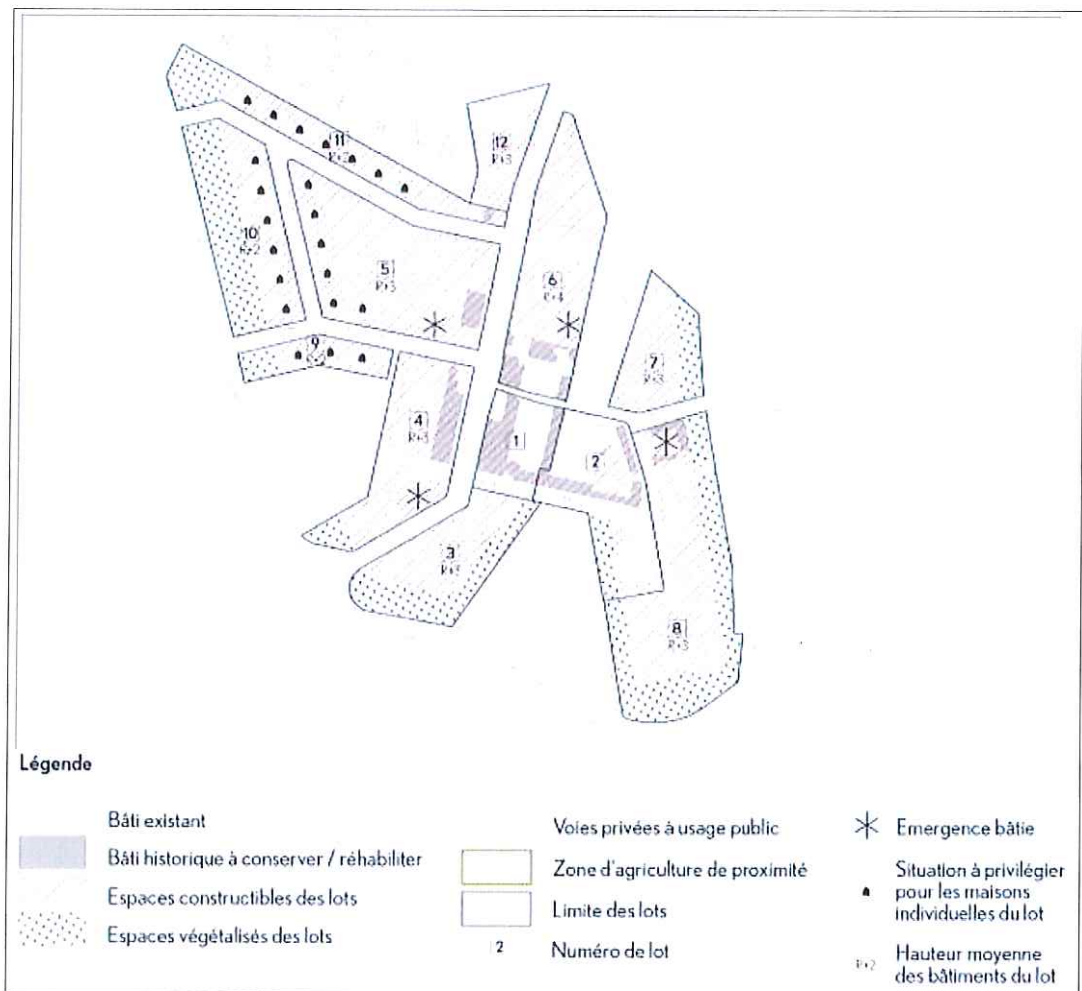 11
R+2
12
R+3
10
R+2
5
R+3
6
R+4
9
7
R+3
4
R+3
1
2
3
R+3
8
R+3
Légende
Bâti existant
Bâti historique à conserver / réhabiliter
Espaces constructibles des lots
Espaces végétalisés des lots
Voies privées à usage public
Zone d'agriculture de proximité
Limite des lots
2
Numéro de lot
Emergence bâtie
Situation à privilégier
pour les maisons
individuelles du lot
R+2
Hauteur moyenne
des bâtiments du lot